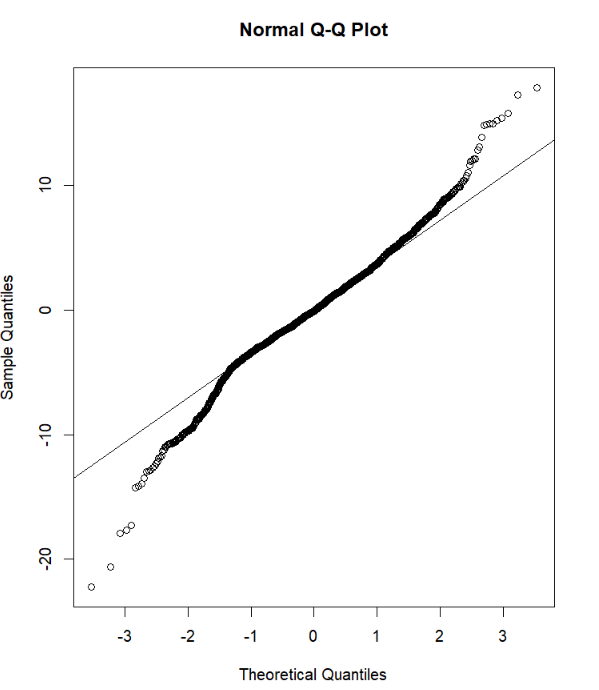 Normal Q-Q Plot
10
0
-10
-20
Sample Quantiles
-3 -2 -1 0 1 2 3
Theoretical Quantiles